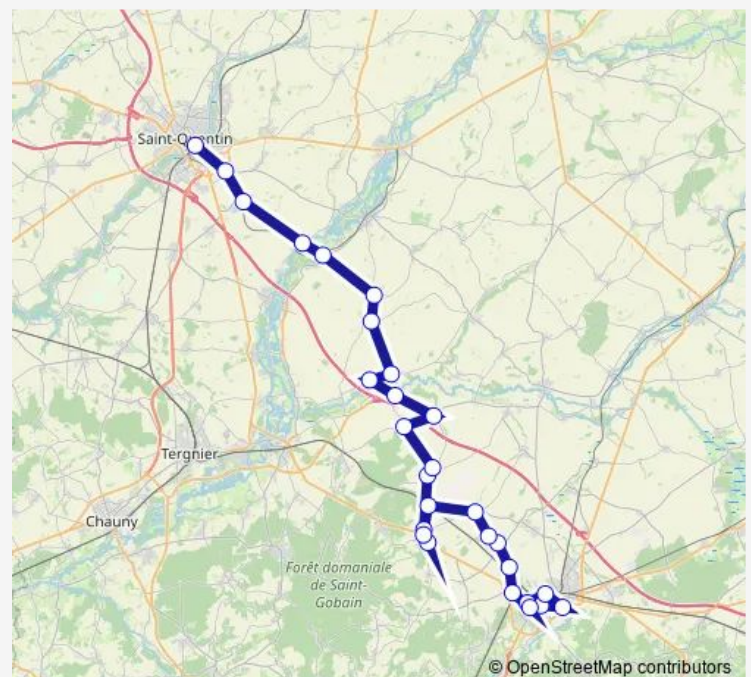 Saint-Quentin
Tergnier
Chauny
Forêt domaniale
de Saint-
Gobain
© OpenStreetMap contributors